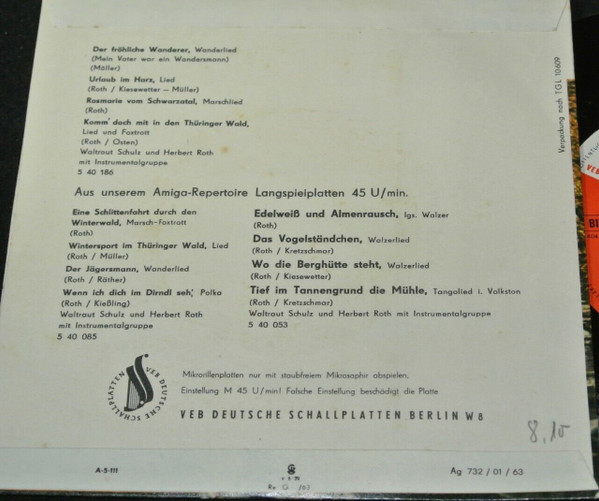 Der fröhliche Wanderer, Wanderlied
(Mein Vater war ein Wandersmann)
(Möller)
Urlaub im Harz, Lied
(Roth / Kiesewetter – Müller)
Rosmarie vom Schwarzatal, Marschlied
(Roth)
Komm' doch mit in den Thüringer Wald,
Lied und Foxtrott
(Roth / Osten)
Waltraut Schulz und Herbert Roth
mit Instrumentalgruppe
5 40 186
Aus unserem Amiga-Repertoire Langspielplatten 45 U/min.
Eine Schlittenfahrt durch den
Winterwald, Marsch-Foxtrott
(Roth)
Wintersport im Thüringer Wald, Lied
(Roth / Müller)
Der Jägersmann, Wanderlied
(Roth / Räther)
Wenn ich dich im Dirndl seh', Polka
(Roth / Kießling)
Waltraut Schulz und Herbert Roth
mit Instrumentalgruppe
5 40 085
Edelweiß und Almenrausch, lgs. Walzer
(Roth)
Das Vogelständchen, Walzerlied
(Roth / Kretzschmar)
Wo die Berghütte steht, Walzerlied
(Roth / Kiesewetter)
Tief im Tannengrund die Mühle, Tangolied i. Volkston
(Roth / Kretzschmar)
Waltraut Schulz und Herbert Roth mit Instrumentalgruppe
5 40 053
VEB DEUTSCHE SCHALLPLATTEN
Mikrorillenplatten nur mit staubfreiem Mikrosaphir abspielen.
Einstellung M 45 U/min! Falsche Einstellung beschädigt die Platte
VEB DEUTSCHE SCHALLPLATTEN BERLIN W 8
8,10
A-5-111
Ag 732 / 01 / 63
Verpackung nach TGL 10609
VEB